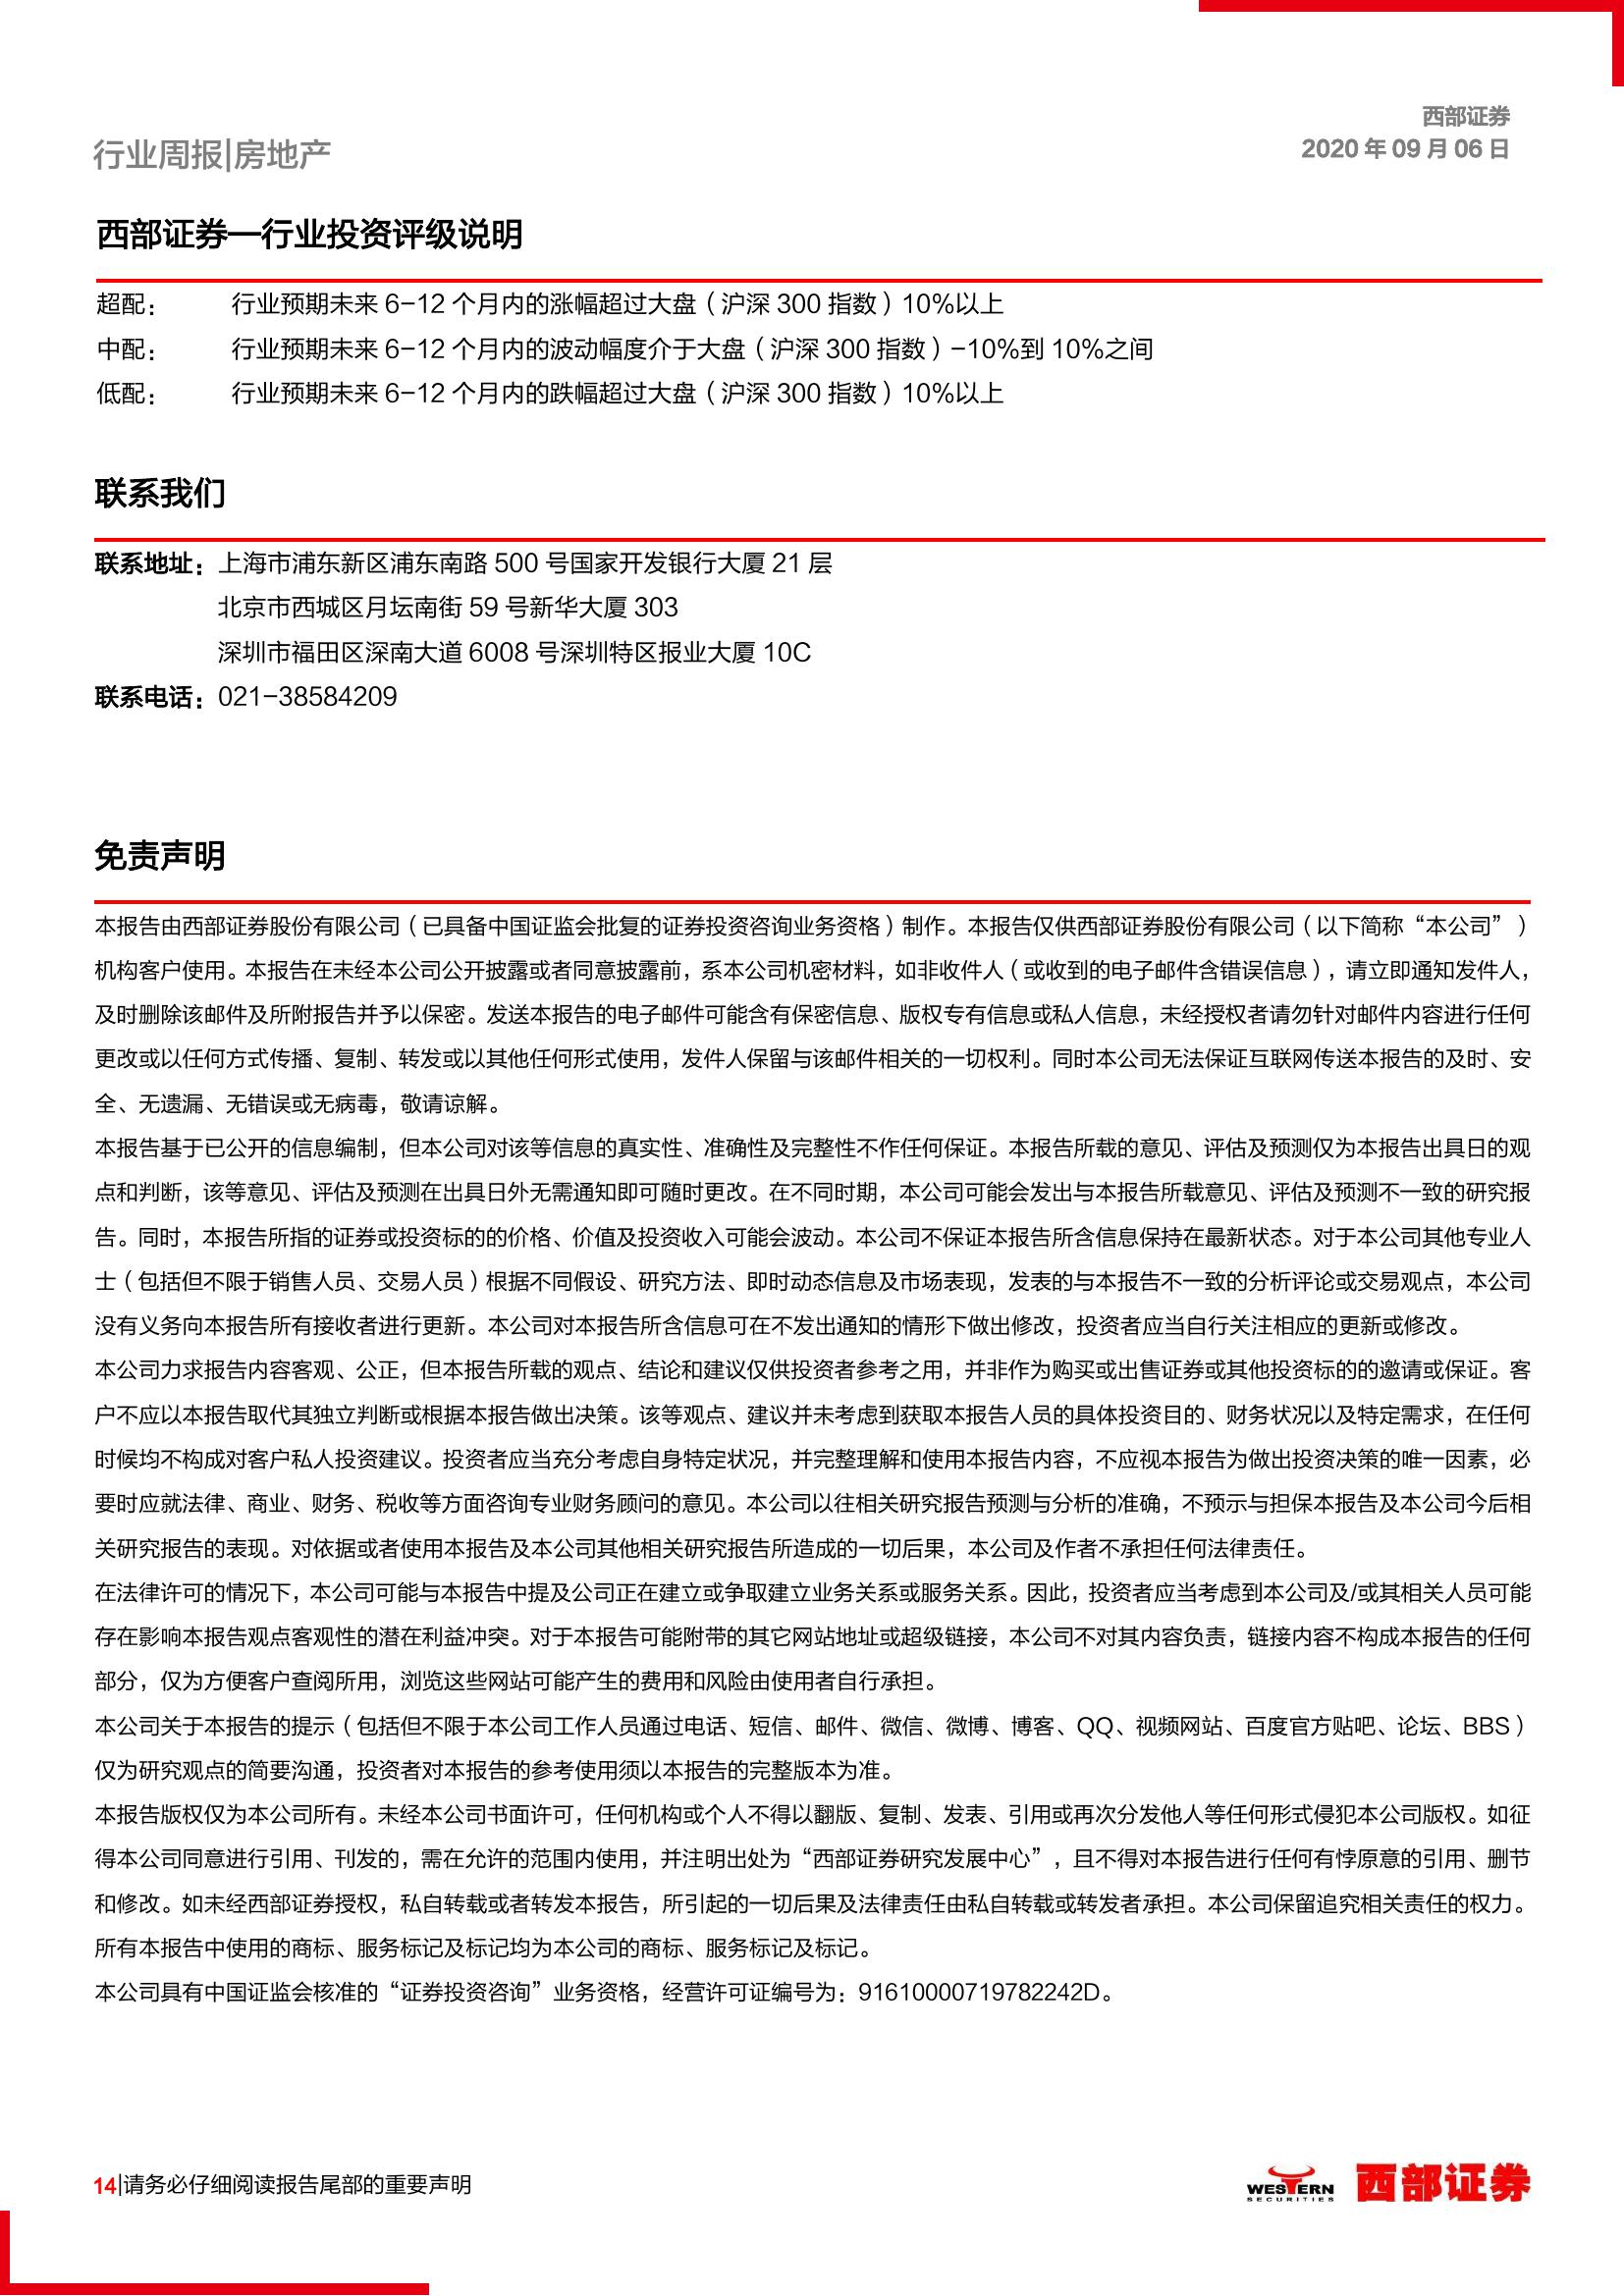 西部证券
2020 年 09 月 06 日
行业周报|房地产
西部证券—行业投资评级说明
超配： 行业预期未来 6-12 个月内的涨幅超过大盘（沪深 300 指数）10%以上
中配： 行业预期未来 6-12 个月内的波动幅度介于大盘（沪深 300 指数）-10%到 10%之间
低配： 行业预期未来 6-12 个月内的跌幅超过大盘（沪深 300 指数）10%以上
联系我们
联系地址：上海市浦东新区浦东南路 500 号国家开发银行大厦 21 层
北京市西城区月坛南街 59 号新华大厦 303
深圳市福田区深南大道 6008 号深圳特区报业大厦 10C
联系电话：021-38584209
免责声明
本报告由西部证券股份有限公司（已具备中国证监会批复的证券投资咨询业务资格）制作。本报告仅供西部证券股份有限公司（以下简称“本公司”）
机构客户使用。本报告在未经本公司公开披露或者同意披露前，系本公司机密材料，如非收件人（或收到的电子邮件含错误信息），请立即通知发件人，
及时删除该邮件及所附报告并予以保密。发送本报告的电子邮件可能含有保密信息、版权专有信息或私人信息，未经授权者请勿针对邮件内容进行任何
更改或以任何方式传播、复制、转发或以其他任何形式使用，发件人保留与该邮件相关的一切权利。同时本公司无法保证互联网传送本报告的及时、安
全、无遗漏、无错误或无病毒，敬请谅解。
本报告基于已公开的信息编制，但本公司对该等信息的真实性、准确性及完整性不作任何保证。本报告所载的意见、评估及预测仅为本报告出具日的观
点和判断，该等意见、评估及预测在出具日外无需通知即可随时更改。在不同时期，本公司可能会发出与本报告所载意见、评估及预测不一致的研究报
告。同时，本报告所指的证券或投资标的的价格、价值及投资收入可能会波动。本公司不保证本报告所含信息保持在最新状态。对于本公司其他专业人
士（包括但不限于销售人员、交易人员）根据不同假设、研究方法、即时动态信息及市场表现，发表的与本报告不一致的分析评论或交易观点，本公司
没有义务向本报告所有接收者进行更新。本公司对本报告所含信息可在不发出通知的情形下做出修改，投资者应当自行关注相应的更新或修改。
本公司力求报告内容客观、公正，但本报告所载的观点、结论和建议仅供投资者参考之用，并非作为购买或出售证券或其他投资标的的邀请或保证。客
户不应以本报告取代其独立判断或根据本报告做出决策。该等观点、建议并未考虑到获取本报告人员的具体投资目的、财务状况以及特定需求，在任何
时候均不构成对客户私人投资建议。投资者应当充分考虑自身特定状况，并完整理解和使用本报告内容，不应视本报告为做出投资决策的唯一因素，必
要时应就法律、商业、财务、税收等方面咨询专业财务顾问的意见。本公司以往相关研究报告预测与分析的准确，不预示与担保本报告及本公司今后相
关研究报告的表现。对依据或者使用本报告及本公司其他相关研究报告所造成的一切后果，本公司及作者不承担任何法律责任。
在法律许可的情况下，本公司可能与本报告中提及公司正在建立或争取建立业务关系或服务关系。因此，投资者应当考虑到本公司及/或其相关人员可能
存在影响本报告观点客观性的潜在利益冲突。对于本报告可能附带的其它网站地址或超级链接，本公司不对其内容负责，链接内容不构成本报告的任何
部分，仅为方便客户查阅所用，浏览这些网站可能产生的费用和风险由使用者自行承担。
本公司关于本报告的提示（包括但不限于本公司工作人员通过电话、短信、邮件、微信、微博、博客、QQ、视频网站、百度官方贴吧、论坛、BBS）
仅为研究观点的简要沟通，投资者对本报告的参考使用须以本报告的完整版本为准。
本报告版权仅为本公司所有。未经本公司书面许可，任何机构或个人不得以翻版、复制、发表、引用或再次分发他人等任何形式侵犯本公司版权。如征
得本公司同意进行引用、刊发的，需在允许的范围内使用，并注明出处为“西部证券研究发展中心”，且不得对本报告进行任何有悖原意的引用、删节
和修改。如未经西部证券授权，私自转载或者转发本报告，所引起的一切后果及法律责任由私自转载或转发者承担。本公司保留追究相关责任的权力。
所有本报告中使用的商标、服务标记及标记均为本公司的商标、服务标记及标记。
本公司具有中国证监会核准的“证券投资咨询”业务资格，经营许可证编号为：91610000719782242D。
14|请务必仔细阅读报告尾部的重要声明
WESTERN
SECURITIES
西部证券